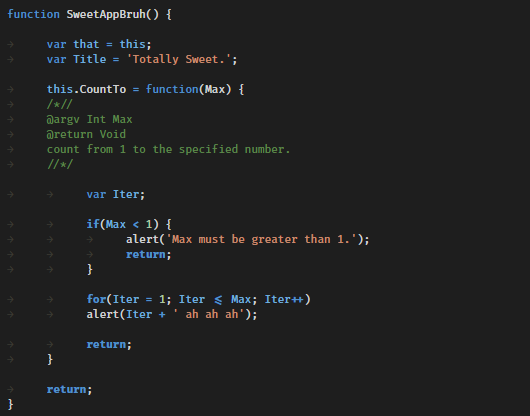 function SweetAppBruh() {
var that = this;
var Title = 'Totally Sweet.';
this.CountTo = function(Max) {
/*//
@argv Int Max
@return Void
count from 1 to the specified number.
//*/
var Iter;
if(Max < 1) {
alert('Max must be greater than 1.');
return;
}
for(Iter = 1; Iter <= Max; Iter++)
alert(Iter + ' ah ah ah');
return;
}
return;
}